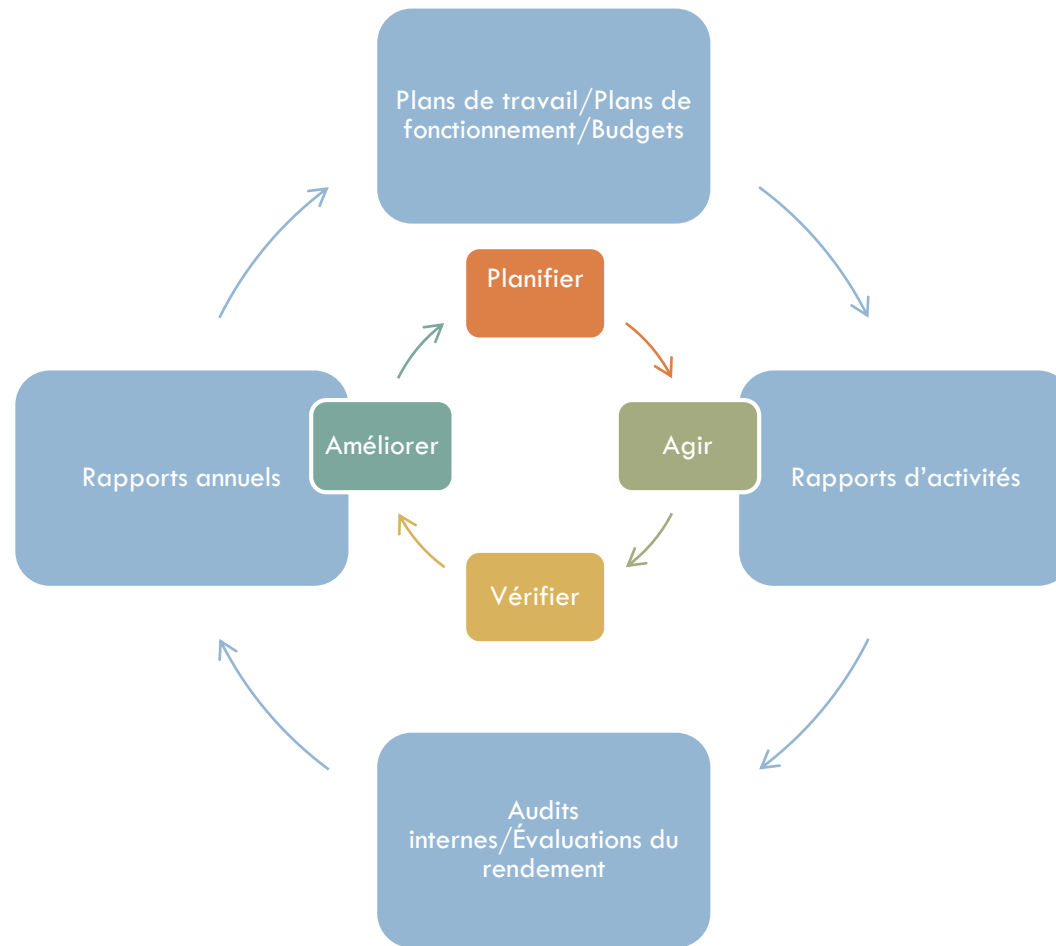 Plans de travail/Plans de
fonctionnement/Budgets
Planifier
Améliorer
Agir
Rapports annuels
Rapports d’activités
Vérifier
Audits
internes/Évaluations du
rendement